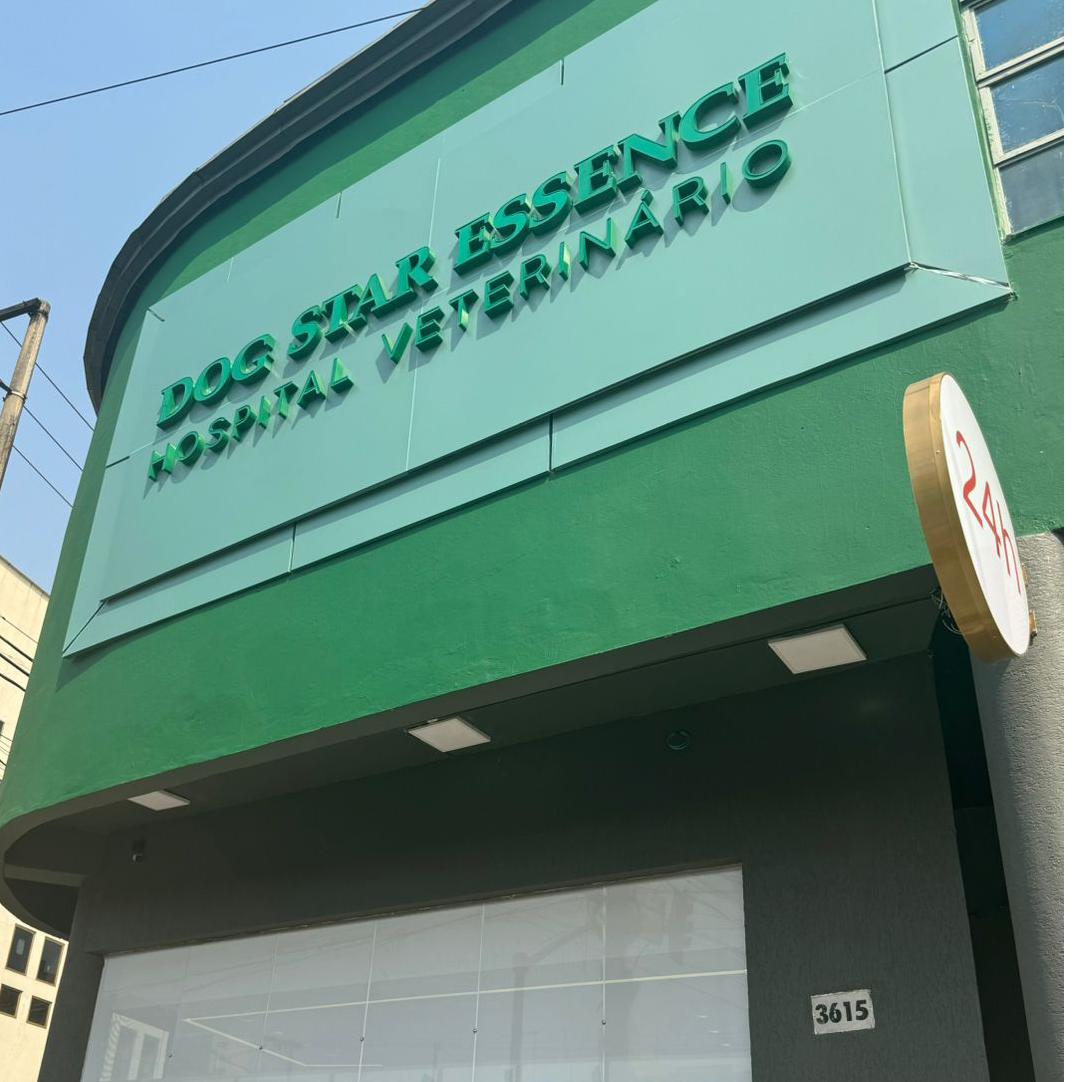 DOG STAR ESSENCE
HOSPITAL VETERINÁRIO
24h
3615